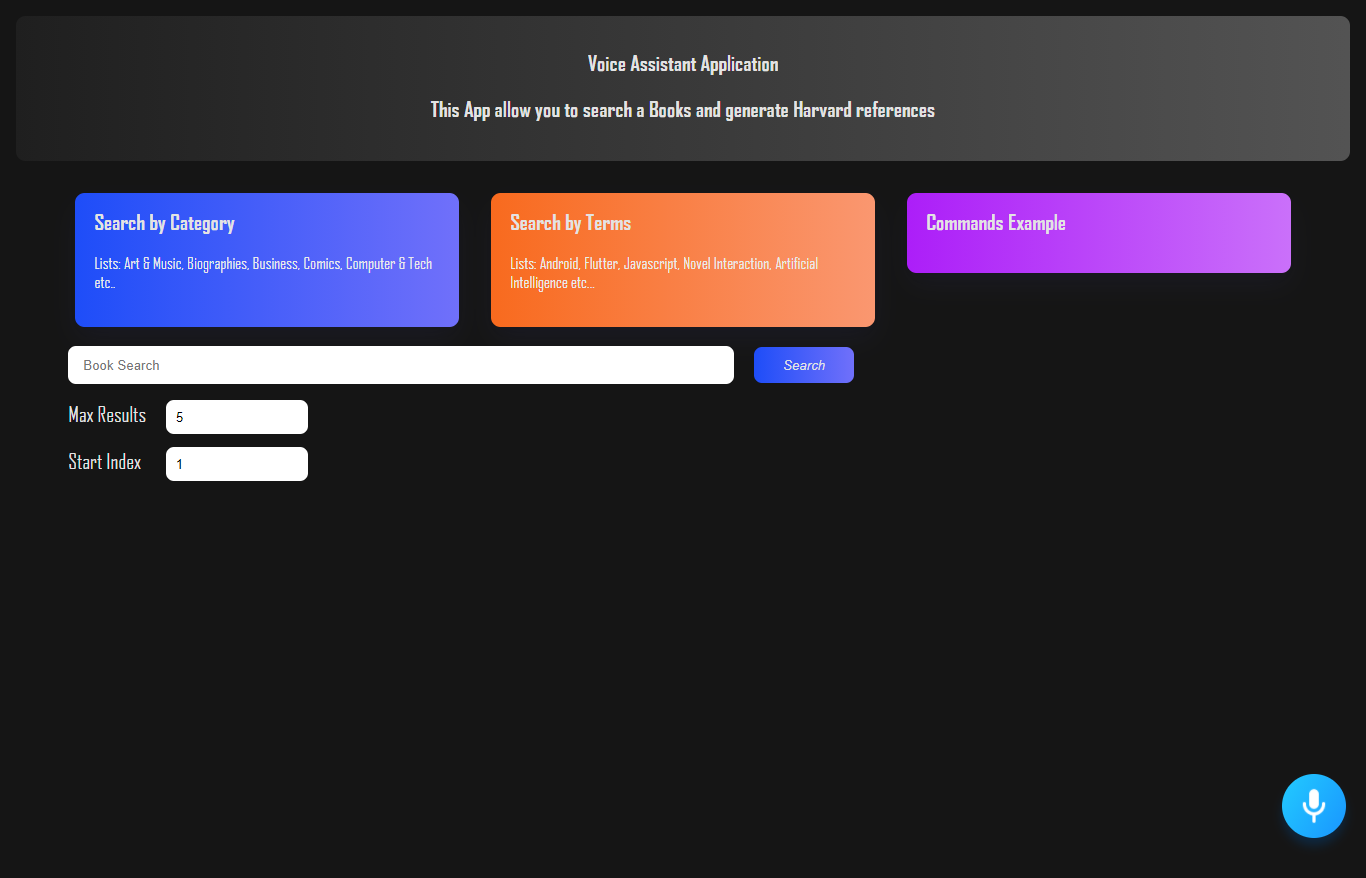 Voice Assistant Application
This App allow you to search a Books and generate Harvard references
Search by Category
Lists: Art & Music, Biographies, Business, Comics, Computer & Tech
etc..
Search by Terms
Lists: Android, Flutter, Javascript, Novel Interaction, Artificial
Intelligence etc...
Commands Example
Book Search
Search
Max Results
5
Start Index
1